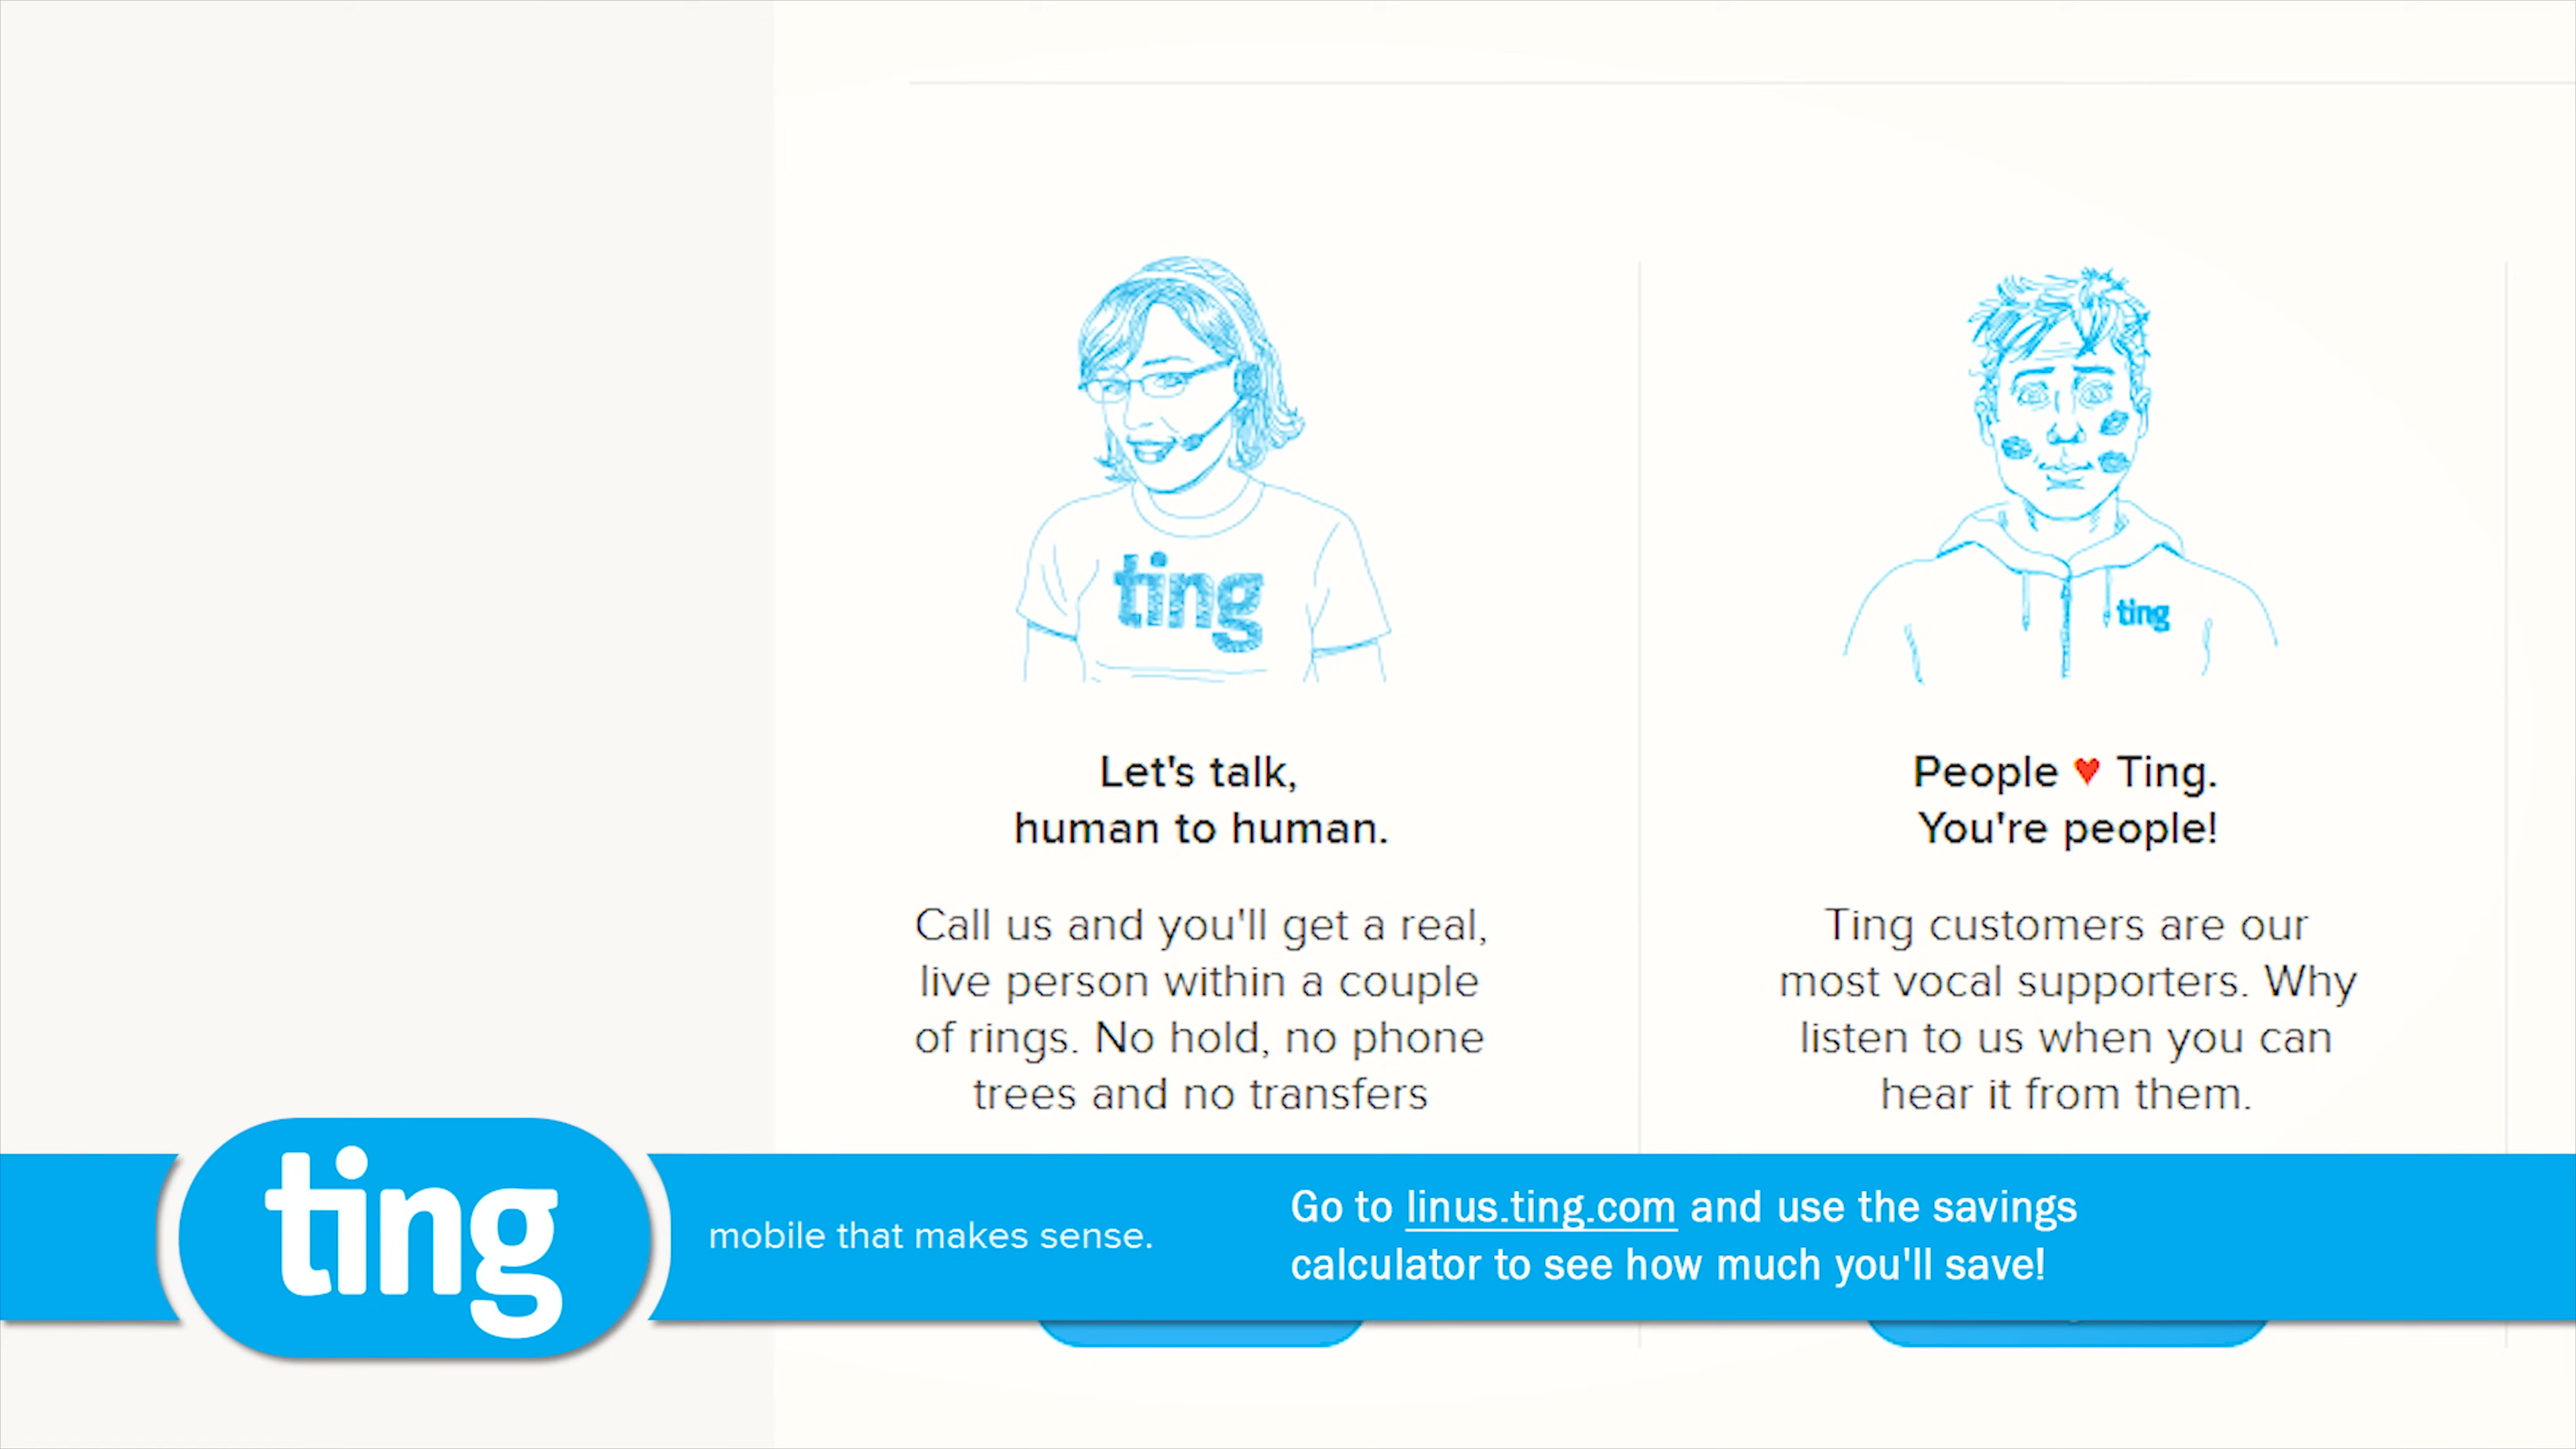 ting
ting
Let's talk,
human to human.
Call us and you'll get a real,
live person within a couple
of rings. No hold, no phone
trees and no transfers
People ♥ Ting.
You're people!
Ting customers are our
most vocal supporters. Why
listen to us when you can
hear it from them.
ting
mobile that makes sense.
Go to linus.ting.com and use the savings
calculator to see how much you'll save!